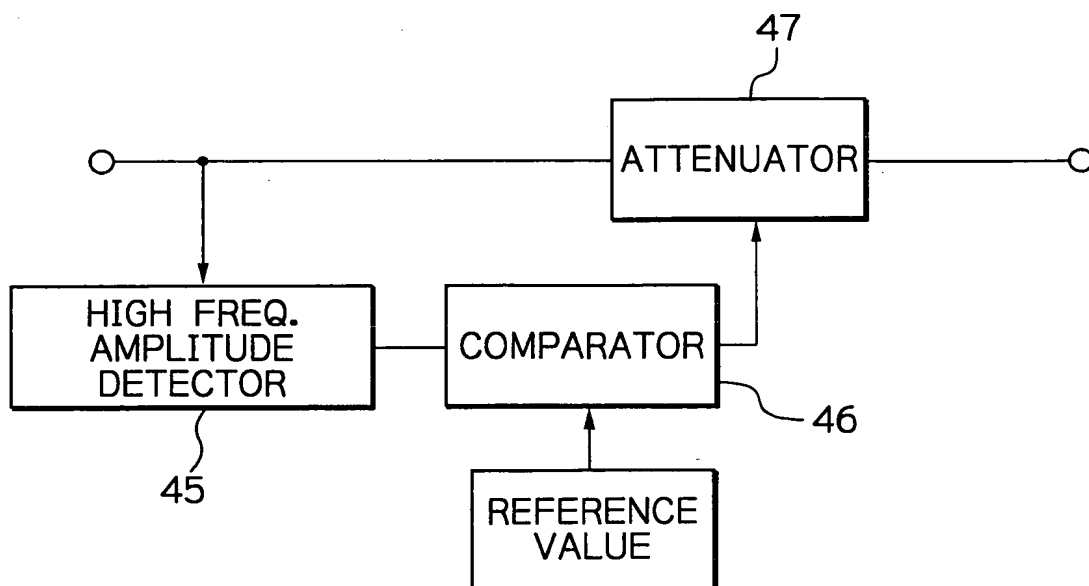 47
ATTENUATOR
HIGH FREQ.
AMPLITUDE
DETECTOR
COMPARATOR
46
45
REFERENCE
VALUE